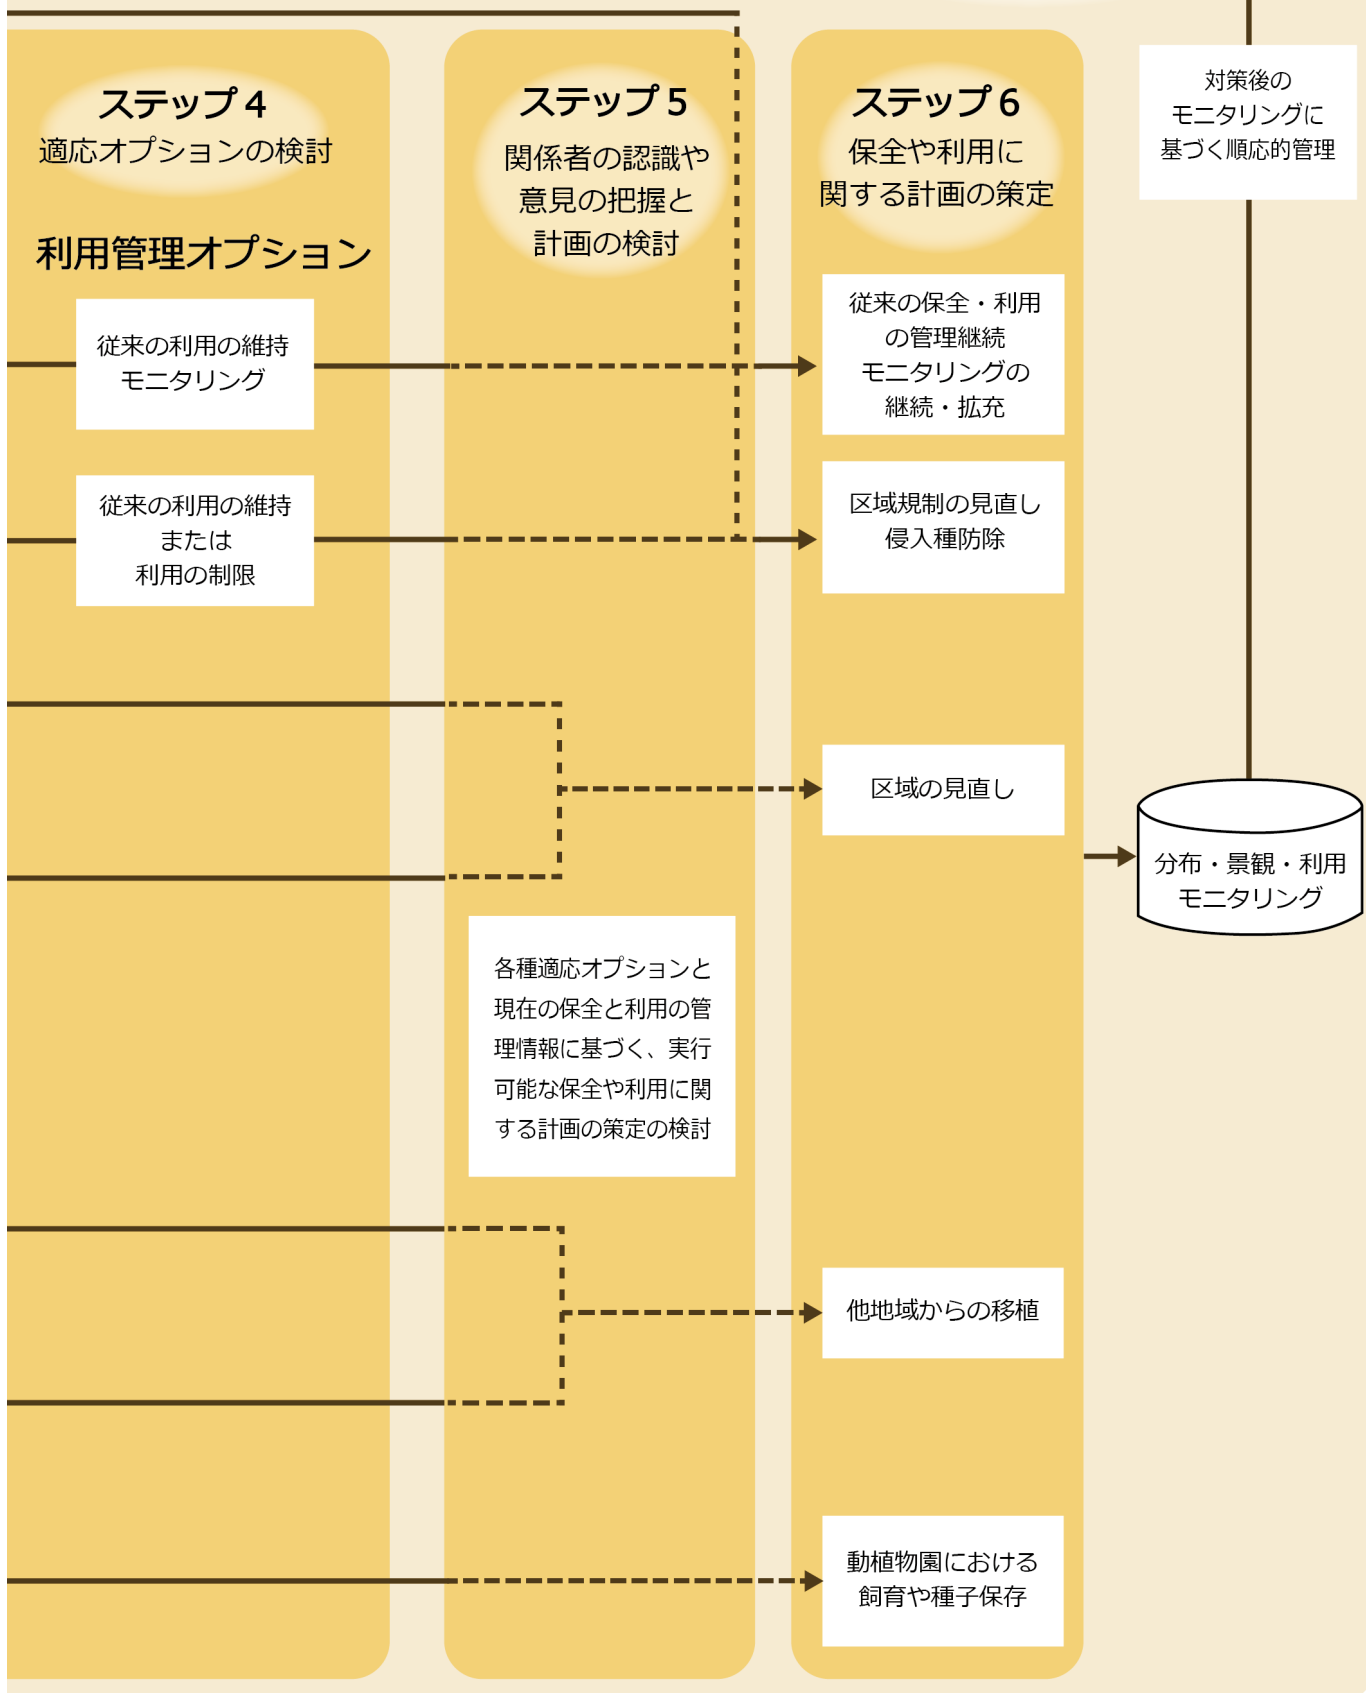 ステップ4
適応オプションの検討
利用管理オプション
従来の利用の維持
モニタリング
従来の利用の維持
または
利用の制限
ステップ5
関係者の認識や
意見の把握と
計画の検討
各種適応オプションと
現在の保全と利用の管
理情報に基づく、実行
可能な保全や利用に関
する計画の策定の検討
ステップ6
保全や利用に
関する計画の策定
従来の保全・利用
の管理継続
モニタリングの
継続・拡充
区域規制の見直し
侵入種防除
区域の見直し
他地域からの移植
動植物園における
飼育や種子保存
対策後の
モニタリングに
基づく順応的管理
分布・景観・利用
モニタリング